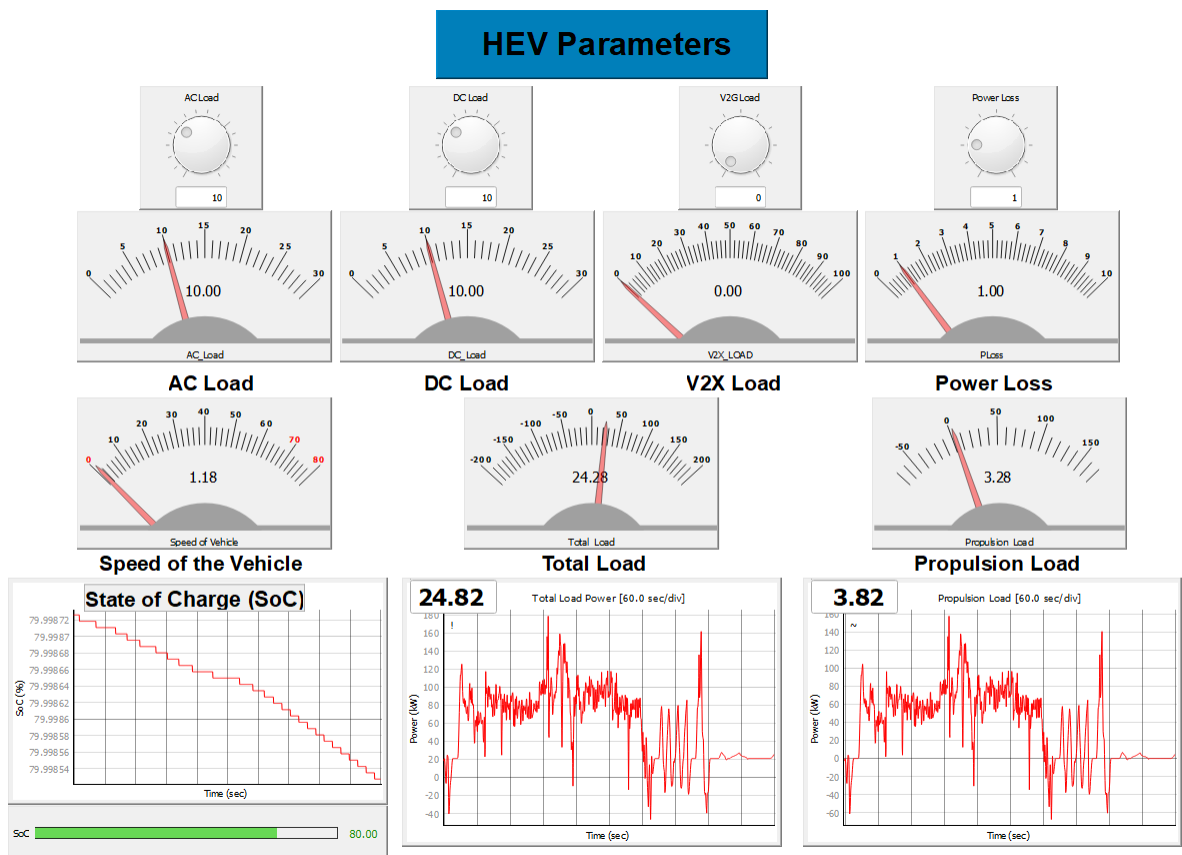 HEV Parameters
AC Load
DC Load
V2G Load
Power Loss
10
10
0
1
0 5 10 15 20 25 30
10.00
AC_Load
0 5 10 15 20 25 30
10.00
DC_Load
0 10 20 30 40 50 60 70 80 90 100
0.00
V2X_LOAD
0 1 2 3 4 5 6 7 8 9 10
1.00
PLoss
AC Load
DC Load
V2X Load
Power Loss
0 10 20 30 40 50 60 70 80
1.18
Speed of Vehicle
-200 -150 -100 -50 0 50 100 150 200
24.28
Total Load
-50 0 50 100 150
3.28
Propulsion Load
Speed of the Vehicle
Total Load
Propulsion Load
State of Charge (SoC)
79.99872
79.9987
79.99868
79.99866
79.99864
79.99862
79.9986
79.99858
79.99856
79.99854
SoC (%)
Time (sec)
SoC
80.00
24.82
Total Load Power [60.0 sec/div]
!
180
160
140
120
100
80
60
40
20
0
-20
-40
Power (kW)
Time (sec)
3.82
Propulsion Load [60.0 sec/div]
~
160
140
120
100
80
60
40
20
0
-20
-40
-60
Power (kW)
Time (sec)